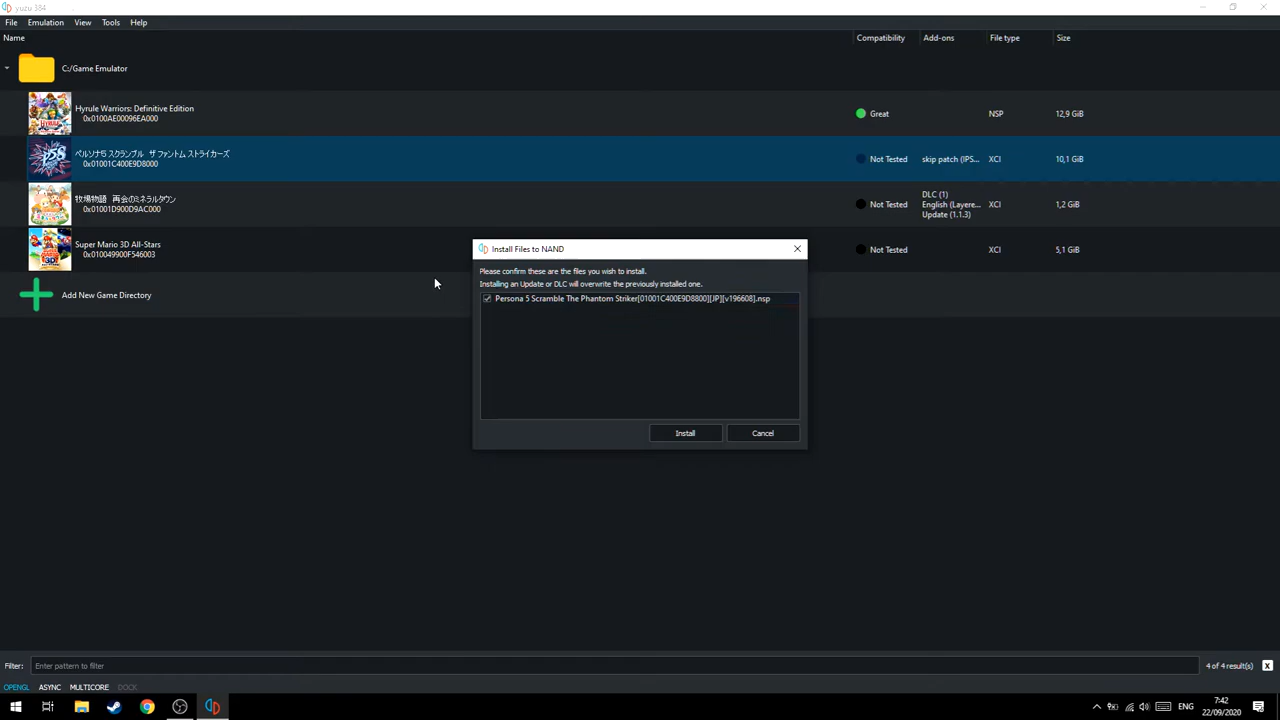 yuzu 384
File Emulation View Tools Help
Name Compatibility Add-ons File type Size
C:/Game Emulator
Hyrule Warriors: Definitive Edition
0x0100AE00096EA000
Great NSP 12,9 GiB
ペルソナ5 スクランブル ザ ファントム ストライカーズ
0x01001C400E9D8000
Not Tested skip patch (IPS... XCI 10,1 GiB
牧場物語 再会のミネラルタウン
0x01001D900D9AC000
Not Tested
DLC (1)
English (Layere...
Update (1.1.3)
XCI 1,2 GiB
Super Mario 3D All-Stars
0x010049900F546003
Not Tested XCI 5,1 GiB
Add New Game Directory
Install Files to NAND
Please confirm these are the files you wish to install.
Installing an Update or DLC will overwrite the previously installed one.
Persona 5 Scramble The Phantom Striker[01001C400E9D8800][JP][v196608].nsp
Install Cancel
Filter: Enter pattern to filter 4 of 4 result(s) X
OPENGL ASYNC MULTICORE DOCK
ENG
7:42
22/09/2020